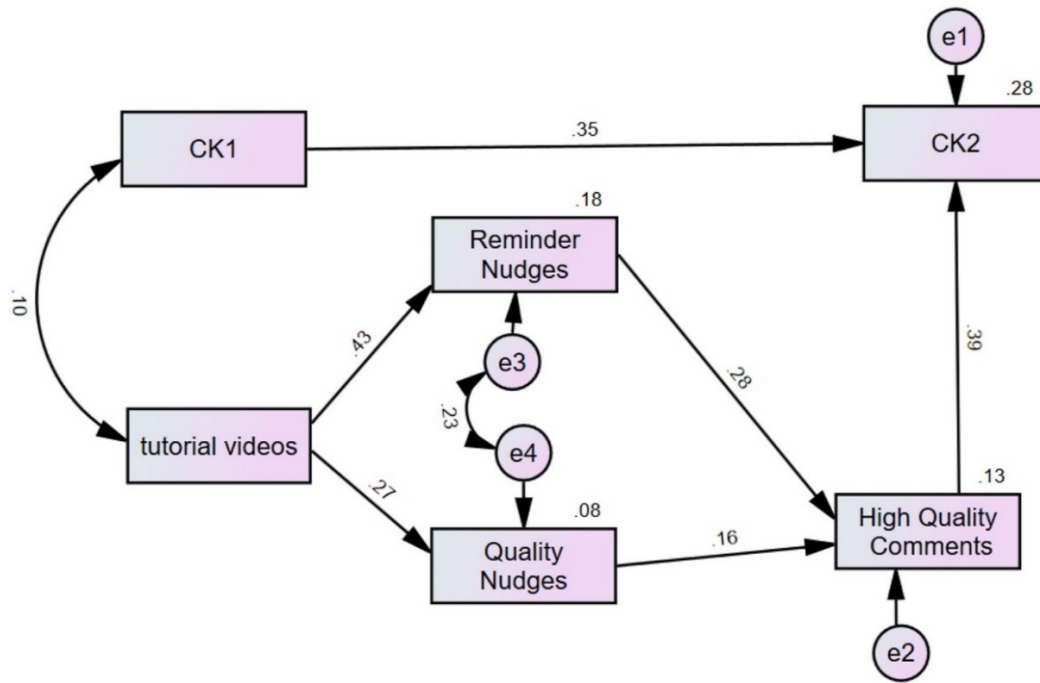 e1
.28
CK1
.35
CK2
.18
Reminder
Nudges
.10
.43
e3
.28
.39
.23
tutorial videos
e4
.27
.08
.13
High Quality
Comments
Quality
Nudges
.16
e2